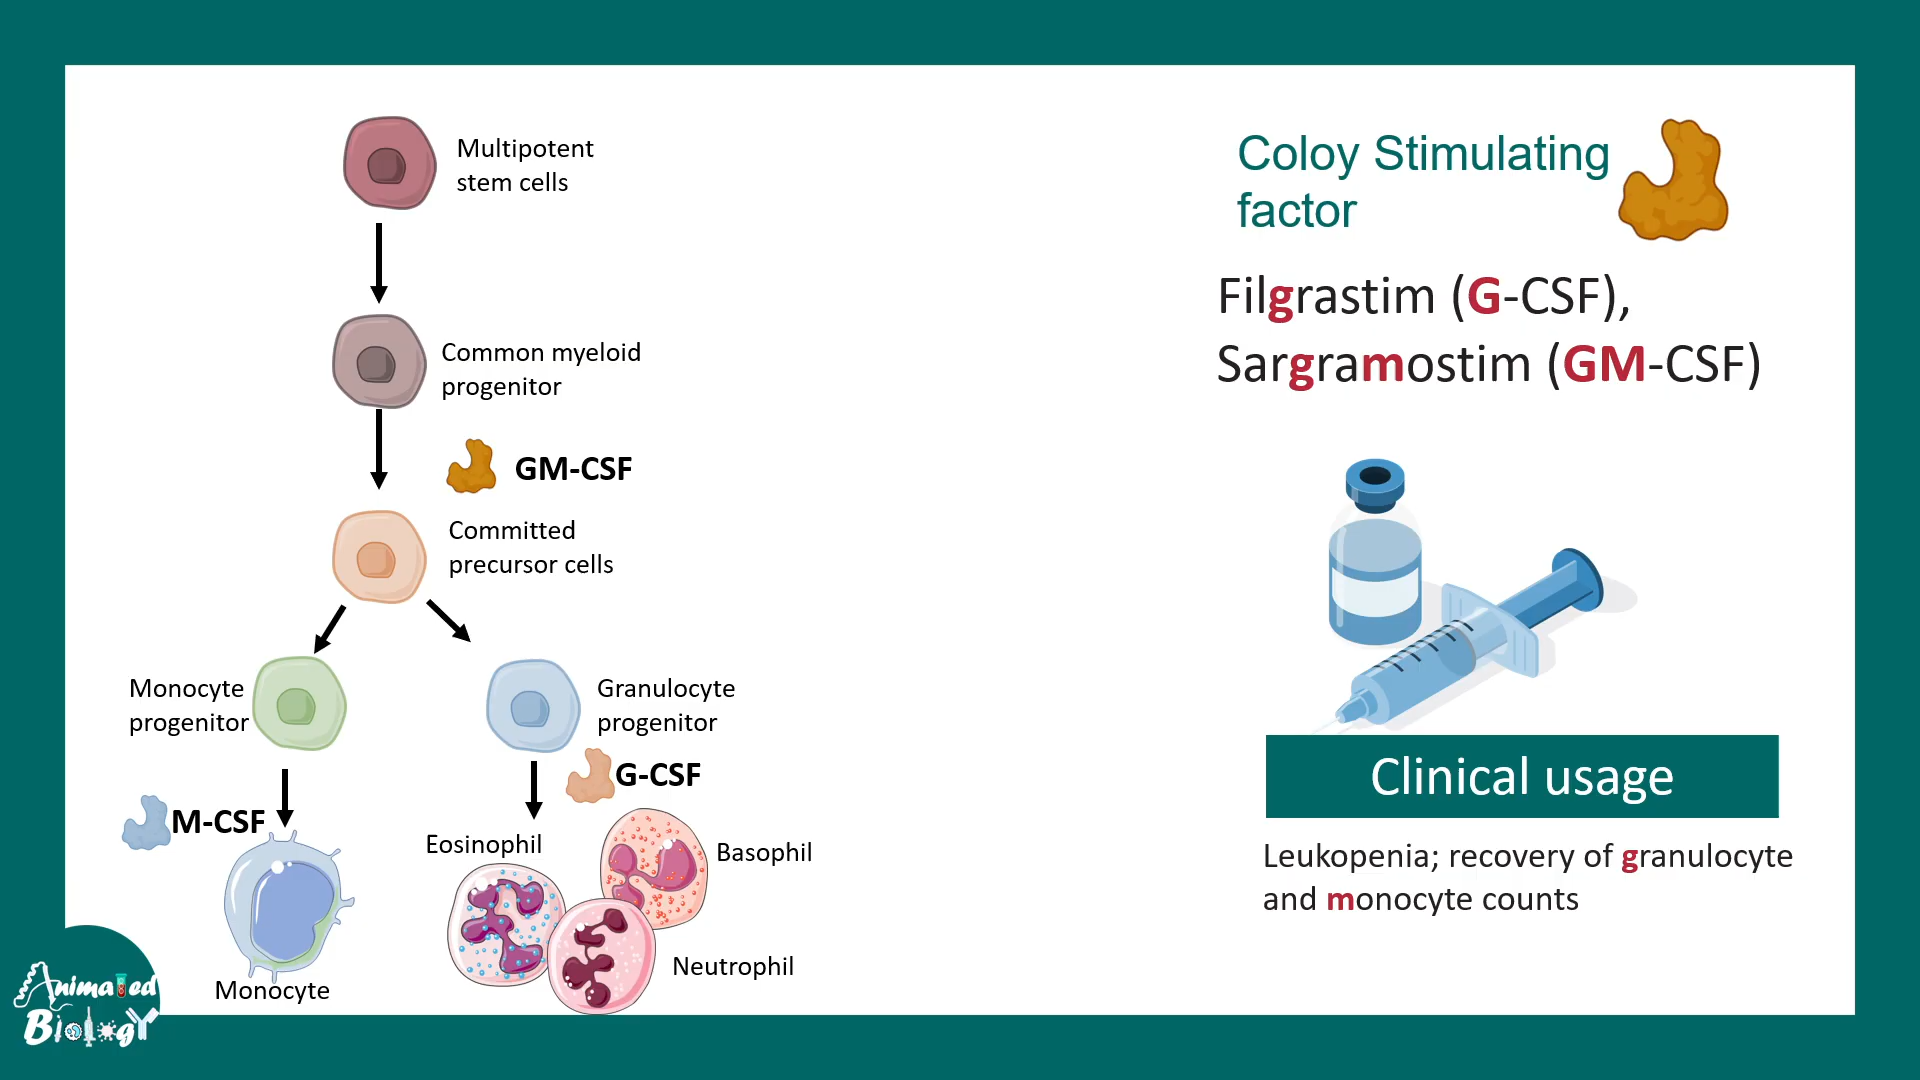 Multipotent
stem cells
Common myeloid
progenitor
GM-CSF
Committed
precursor cells
Monocyte
progenitor
Granulocyte
progenitor
M-CSF
G-CSF
Eosinophil
Basophil
Neutrophil
Monocyte
Coloy Stimulating
factor
Filgrastim (G-CSF),
Sargramostim (GM-CSF)
Clinical usage
Leukopenia; recovery of granulocyte
and monocyte counts
Animated
Biology